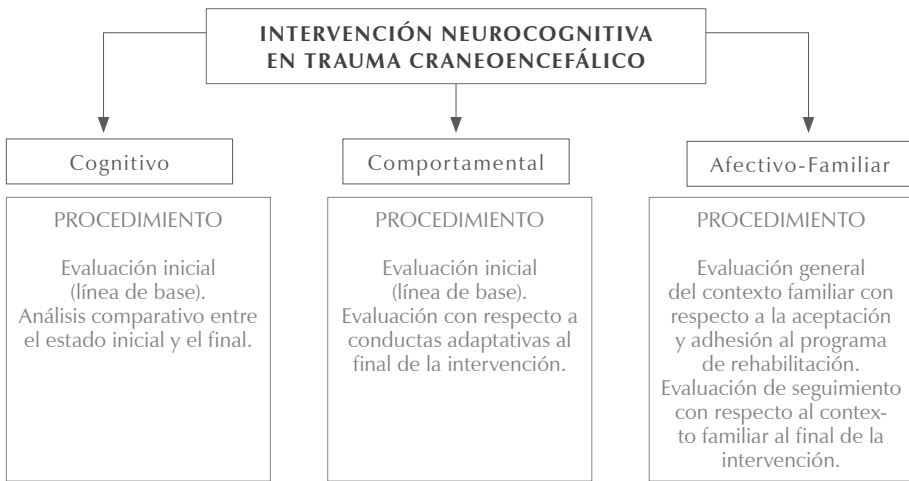 INTERVENCIÓN NEUROCOGNITIVA
EN TRAUMA CRANEOENCEFÁLICO
Cognitivo
PROCEDIMIENTO
Evaluación inicial
(línea de base).
Análisis comparativo entre
el estado inicial y el final.
Comportamental
PROCEDIMIENTO
Evaluación inicial
(línea de base).
Evaluación con respecto a
conductas adaptativas al
final de la intervención.
Afectivo-Familiar
PROCEDIMIENTO
Evaluación general
del contexto familiar con
respecto a la aceptación
y adhesión al programa
de rehabilitación.
Evaluación de seguimiento
con respecto al contex-
to familiar al final de la
intervención.